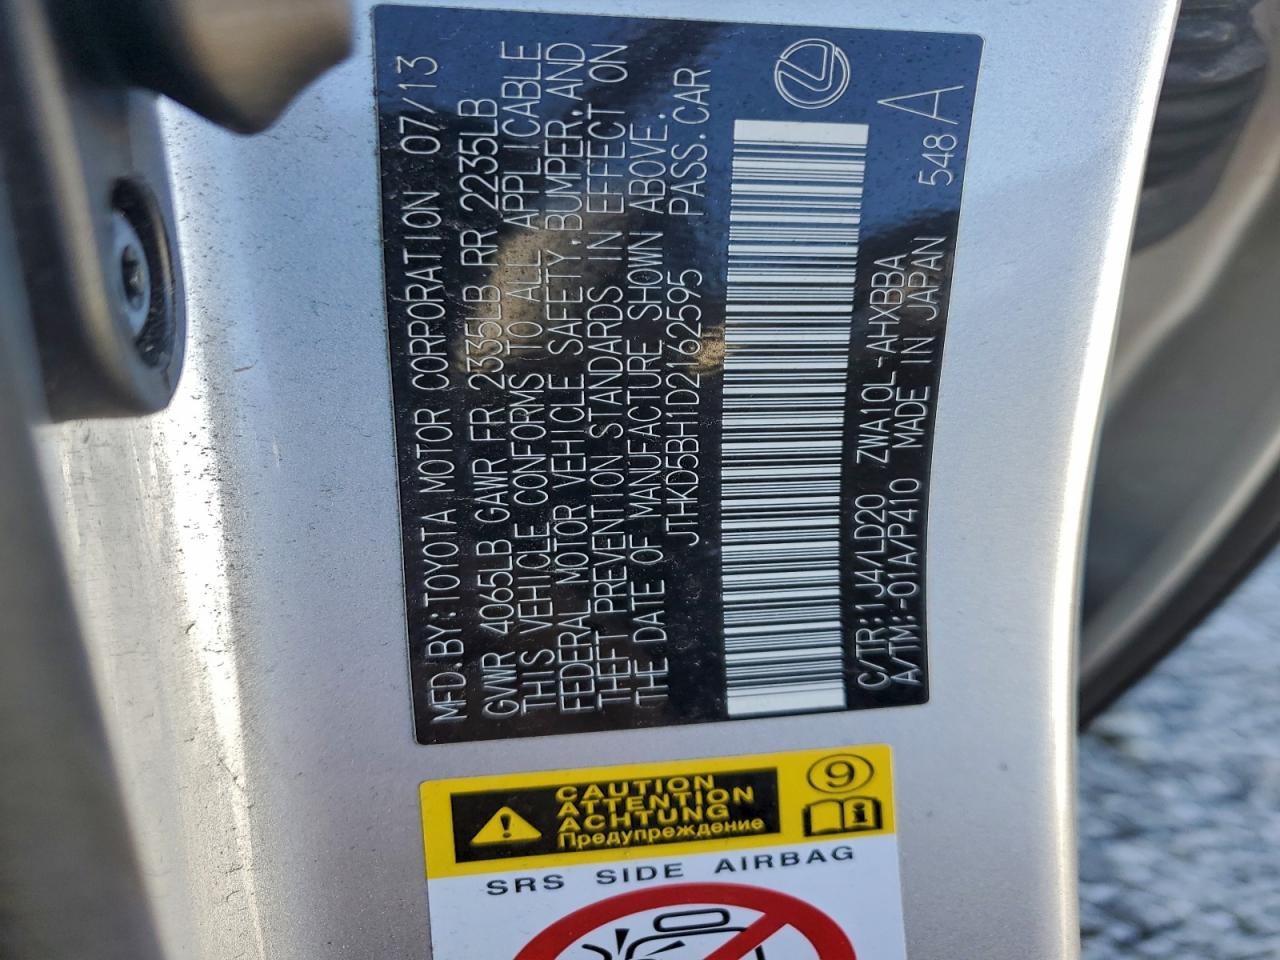 MFD.BY:TOYOTA MOTOR CORPORATION 07/13
GVWR 4065LB GAWR FR 2335LB RR 2235LB
THIS VEHICLE CONFORMS TO ALL APPLICABLE
FEDERAL MOTOR VEHICLE SAFETY,BUMPER,AND
THEFT PREVENTION STANDARDS IN EFFECT ON
THE DATE OF MANUFACTURE SHOWN ABOVE.
JTHKD5BH1D2162595 PASS.CAR
C/TR:1J4/LD20 ZWA10L-AHXBBA 548
A/TM:-01A/P410 MADE IN JAPAN A
CAUTION
ATTENTION
ACHTUNG
Предупреждение
9
i
SRS SIDE AIRBAG